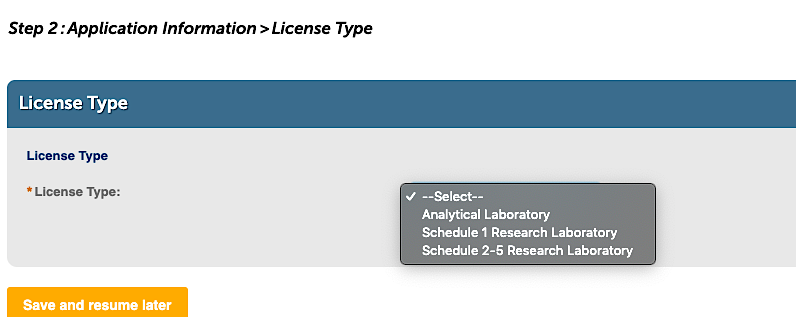 Step 2: Application Information > License Type
License Type
License Type
* License Type:
✓ --Select--
Analytical Laboratory
Schedule 1 Research Laboratory
Schedule 2-5 Research Laboratory
Save and resume later